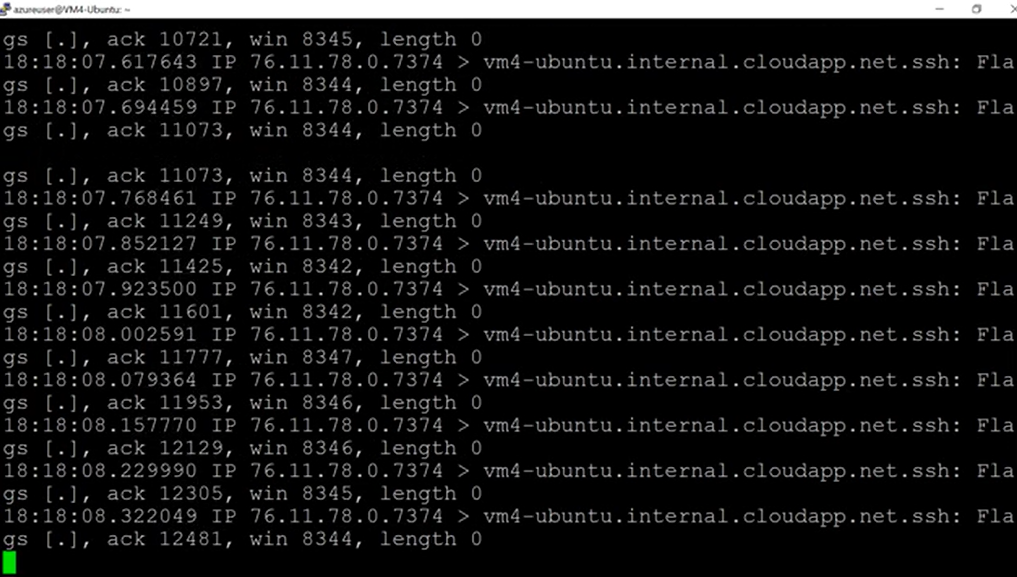 azureuser@VM4-Ubuntu: ~
gs [.], ack 10721, win 8345, length 0
18:18:07.617643 IP 76.11.78.0.7374 > vm4-ubuntu.internal.cloudapp.net.ssh: Fla
gs [.], ack 10897, win 8344, length 0
18:18:07.694459 IP 76.11.78.0.7374 > vm4-ubuntu.internal.cloudapp.net.ssh: Fla
gs [.], ack 11073, win 8344, length 0
gs [.], ack 11073, win 8344, length 0
18:18:07.768461 IP 76.11.78.0.7374 > vm4-ubuntu.internal.cloudapp.net.ssh: Fla
gs [.], ack 11249, win 8343, length 0
18:18:07.852127 IP 76.11.78.0.7374 > vm4-ubuntu.internal.cloudapp.net.ssh: Fla
gs [.], ack 11425, win 8342, length 0
18:18:07.923500 IP 76.11.78.0.7374 > vm4-ubuntu.internal.cloudapp.net.ssh: Fla
gs [.], ack 11601, win 8342, length 0
18:18:08.002591 IP 76.11.78.0.7374 > vm4-ubuntu.internal.cloudapp.net.ssh: Fla
gs [.], ack 11777, win 8347, length 0
18:18:08.079364 IP 76.11.78.0.7374 > vm4-ubuntu.internal.cloudapp.net.ssh: Fla
gs [.], ack 11953, win 8346, length 0
18:18:08.157770 IP 76.11.78.0.7374 > vm4-ubuntu.internal.cloudapp.net.ssh: Fla
gs [.], ack 12129, win 8346, length 0
18:18:08.229990 IP 76.11.78.0.7374 > vm4-ubuntu.internal.cloudapp.net.ssh: Fla
gs [.], ack 12305, win 8345, length 0
18:18:08.322049 IP 76.11.78.0.7374 > vm4-ubuntu.internal.cloudapp.net.ssh: Fla
gs [.], ack 12481, win 8344, length 0